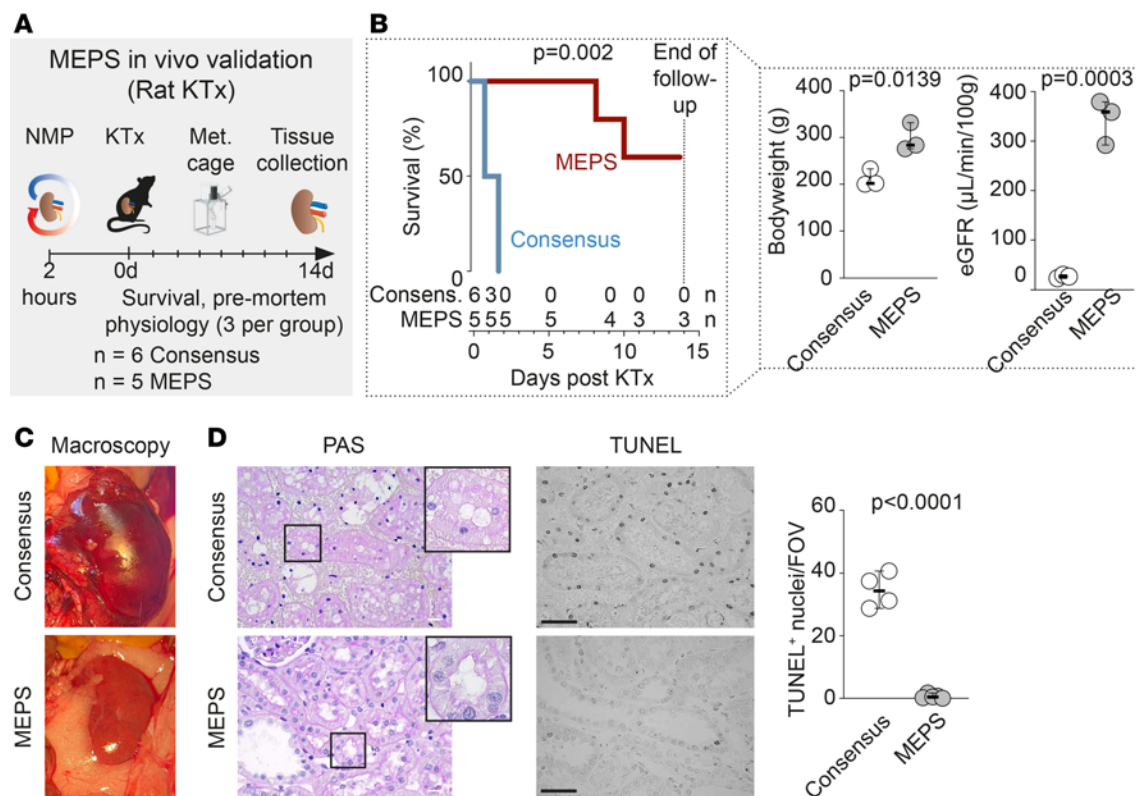 A
MEPS in vivo validation
(Rat KTx)
NMP
KTx
Met.
cage
Tissue
collection
2
0d
14d
hours
Survival, pre-mortem
physiology (3 per group)
n = 6 Consensus
n = 5 MEPS
B
p=0.002
End of
follow-
up
Survival (%)
100
50
0
MEPS
Consensus
Consens. 6 3 0 0 0 0 0 n
MEPS 5 5 5 5 4 3 3 n
0 5 10 15
Days post KTx
p=0.0139
Bodyweight (g)
400
300
200
100
0
Consensus
MEPS
p=0.0003
eGFR (µL/min/100g)
400
300
200
100
0
Consensus
MEPS
C
Macroscopy
Consensus
MEPS
D
PAS
TUNEL
Consensus
MEPS
p<0.0001
TUNEL⁺ nuclei/FOV
60
40
20
0
Consensus
MEPS